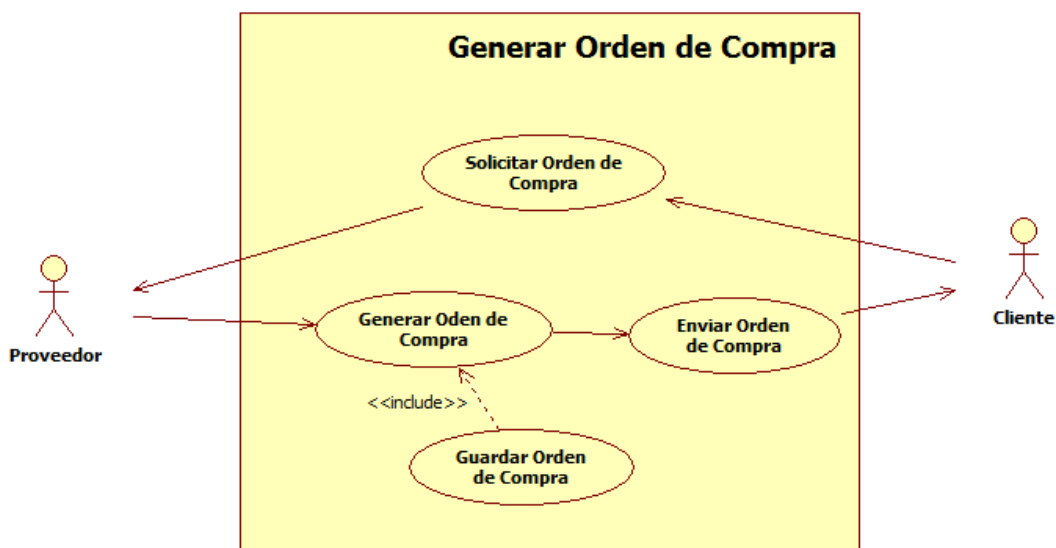 Generar Orden de Compra
Solicitar Orden de
Compra
Proveedor
Generar Oden de
Compra
Enviar Orden
de Compra
Cliente
<<include>>
Guardar Orden
de Compra